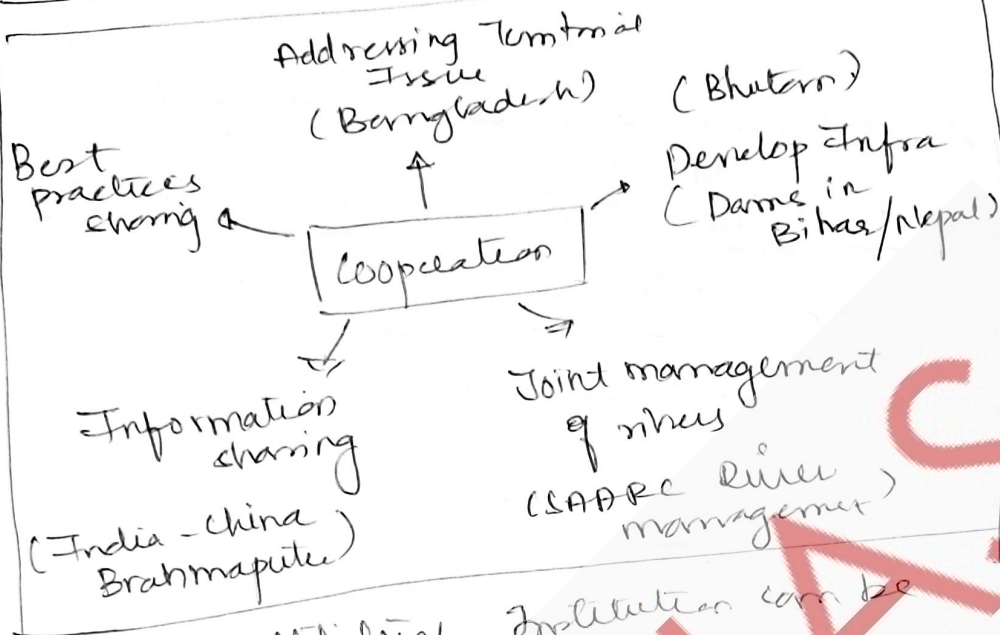 Addressing Territorial
Issue
(Bangladesh)
(Bhutan)
Develop Infra
(Dams in
Bihar/Nepal)
Best
practices
sharing
Cooperation
Information
sharing
(India-China
Brahmaputra)
Joint management
of rivers
(SAARC River
management)
Institution can be
AS